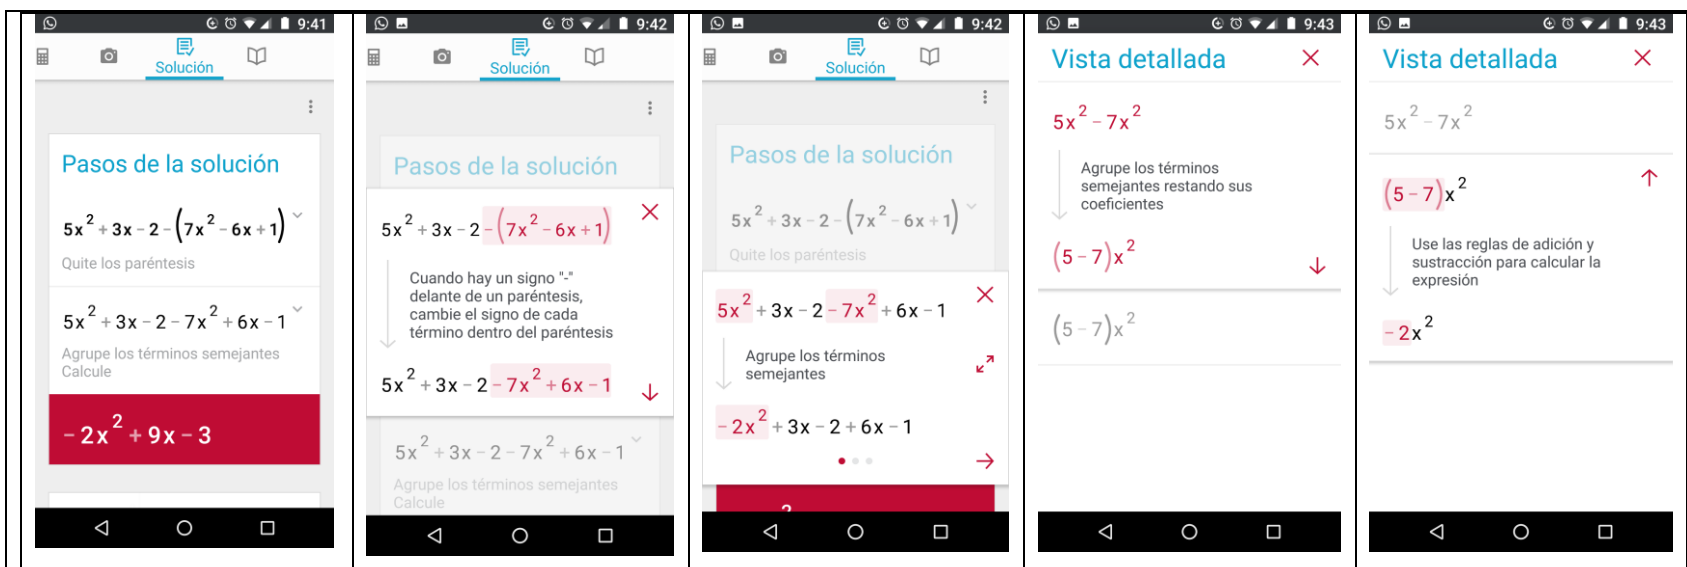 9:41
Solución
Pasos de la solución
5x² + 3x − 2 − (7x² − 6x + 1)
Quite los paréntesis
5x² + 3x − 2 − 7x² + 6x − 1
Agrupe los términos semejantes
Calcule
− 2x² + 9x − 3
9:42
Solución
Pasos de la solución
5x² + 3x − 2 − (7x² − 6x + 1)
Cuando hay un signo "-"
delante de un paréntesis,
cambie el signo de cada
término dentro del paréntesis
5x² + 3x − 2 − 7x² + 6x − 1
5x² + 3x − 2 − 7x² + 6x − 1
Agrupe los términos semejantes
Calcule
9:42
Solución
Pasos de la solución
5x² + 3x − 2 − (7x² − 6x + 1)
Quite los paréntesis
5x² + 3x − 2 − 7x² + 6x − 1
Agrupe los términos
semejantes
− 2x² + 3x − 2 + 6x − 1
2
9:43
Vista detallada
5x² − 7x²
Agrupe los términos
semejantes restando sus
coeficientes
(5 − 7)x²
(5 − 7)x²
9:43
Vista detallada
5x² − 7x²
(5 − 7)x²
Use las reglas de adición y
sustracción para calcular la
expresión
− 2x²